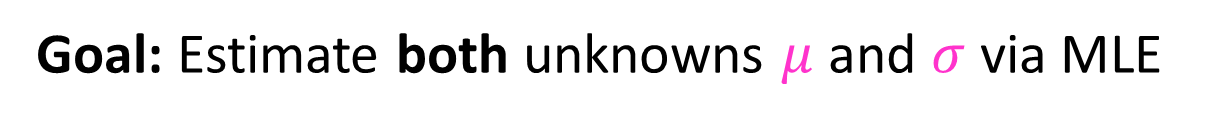 Goal: Estimate both unknowns μ and σ via MLE